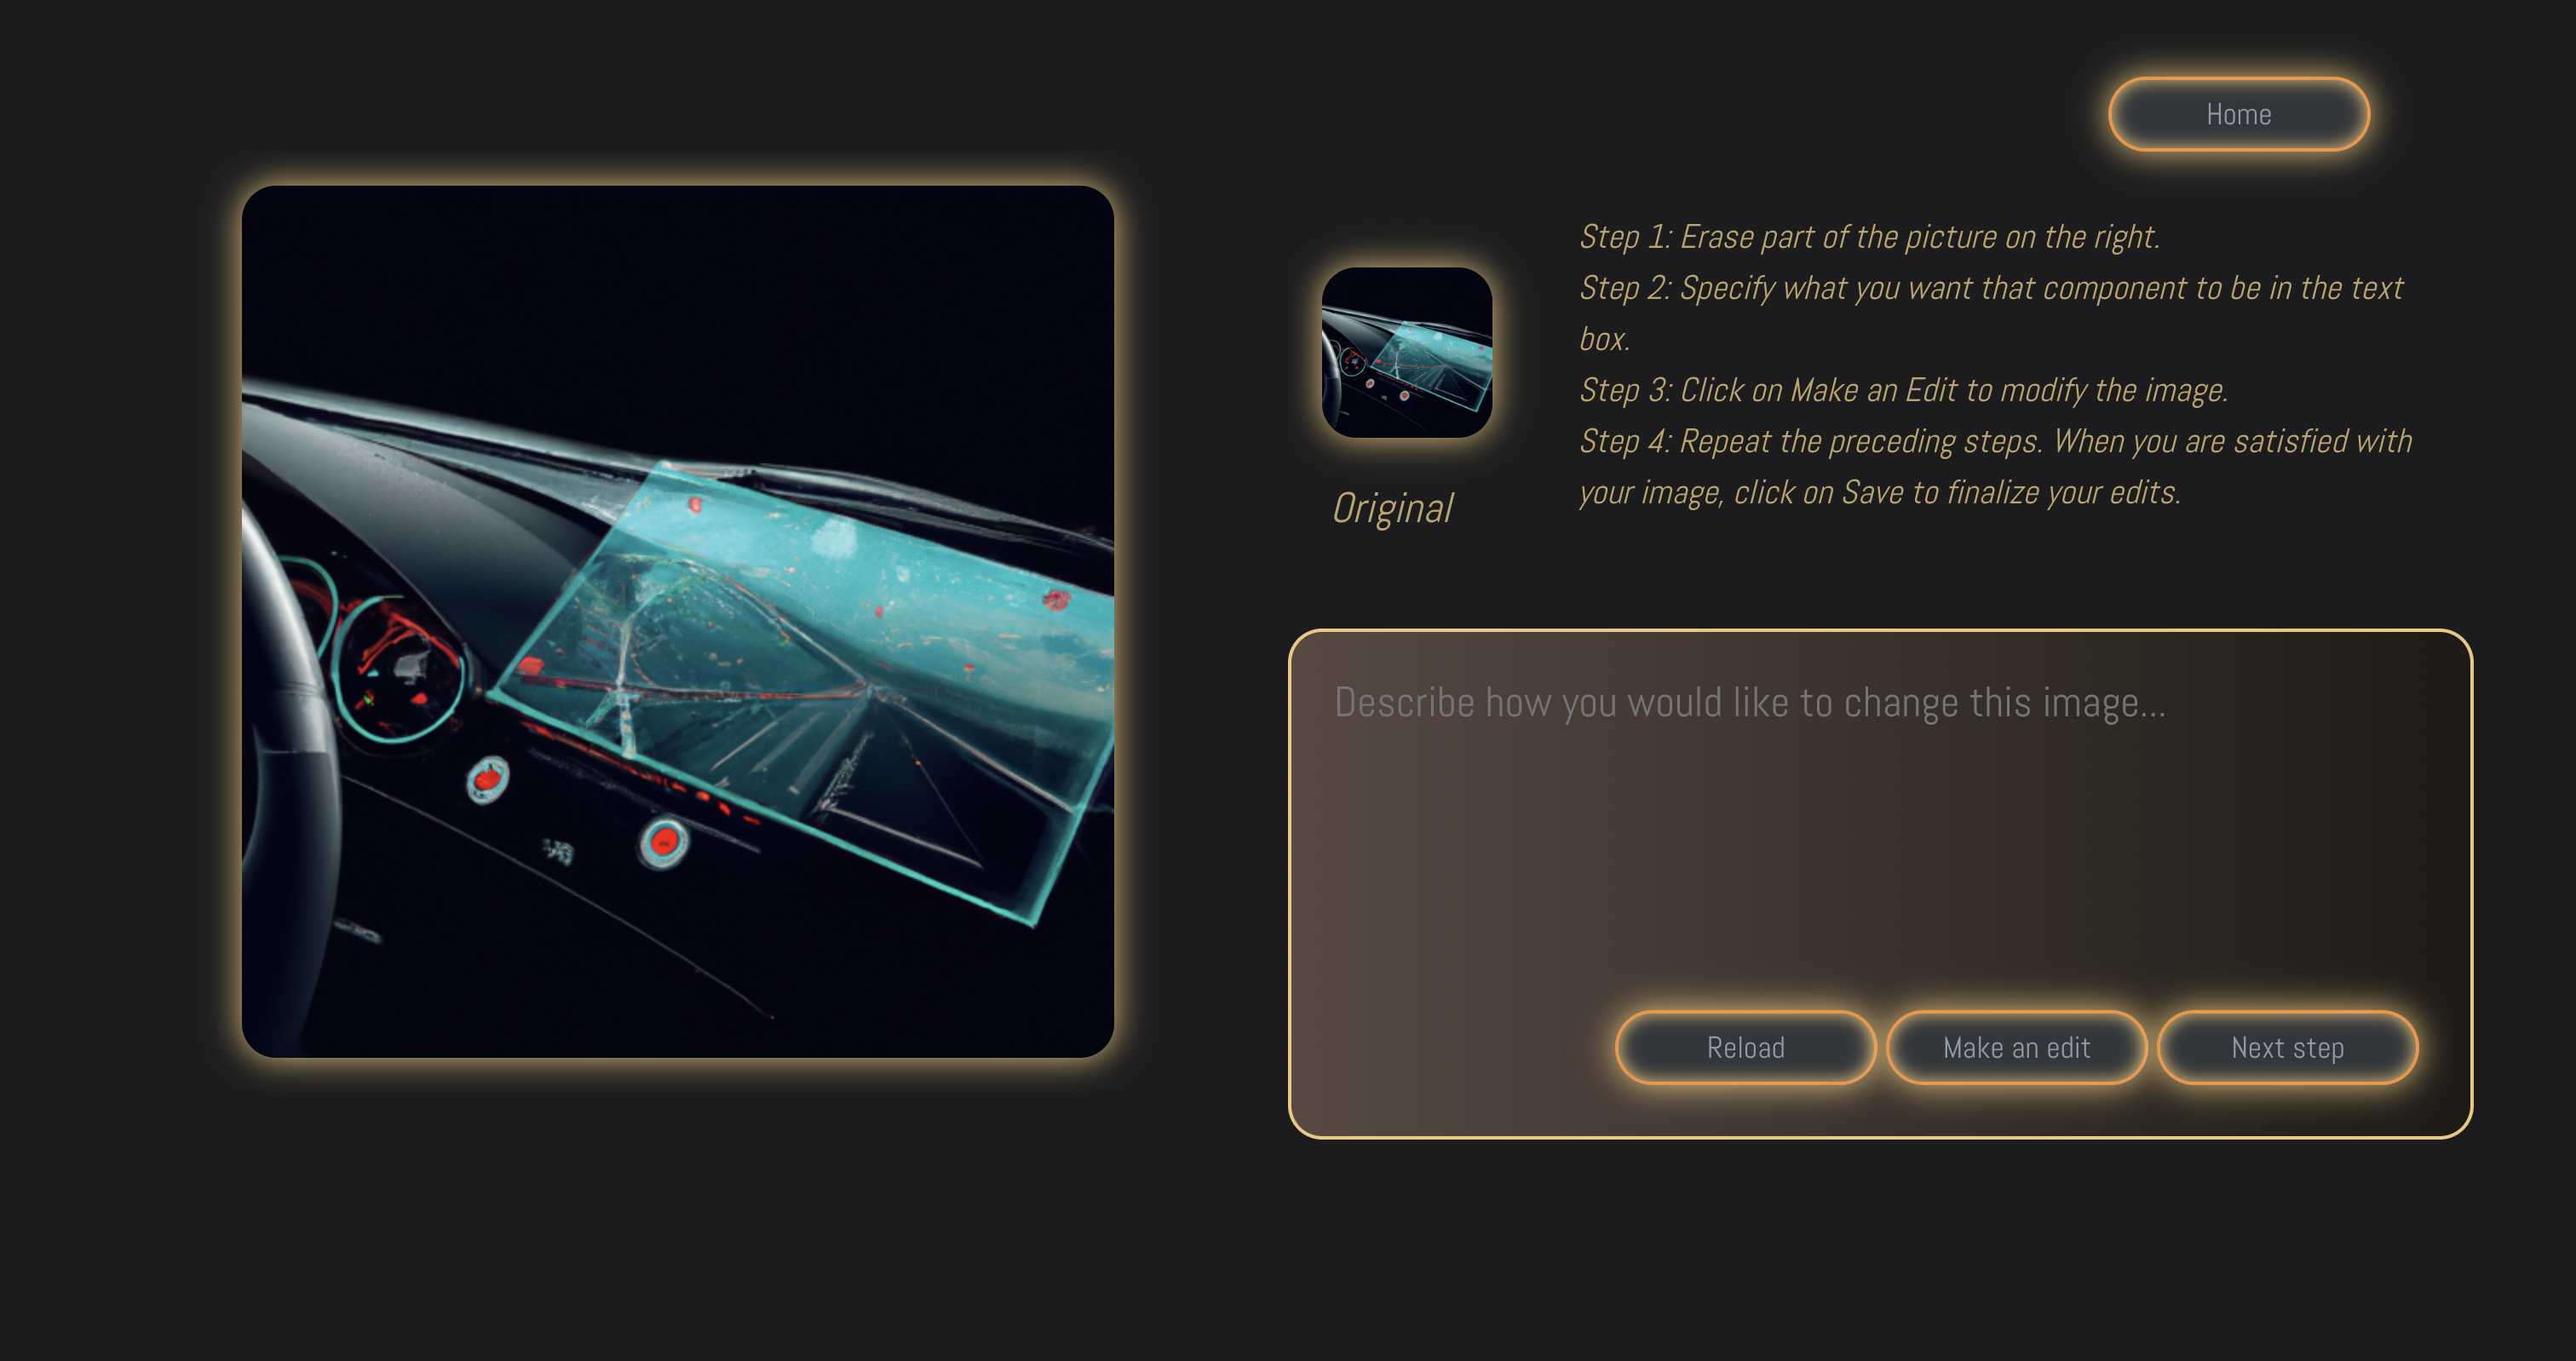 Home
Step 1: Erase part of the picture on the right.
Step 2: Specify what you want that component to be in the text
box.
Step 3: Click on Make an Edit to modify the image.
Step 4: Repeat the preceding steps. When you are satisfied with
your image, click on Save to finalize your edits.
Original
Describe how you would like to change this image...
Reload
Make an edit
Next step